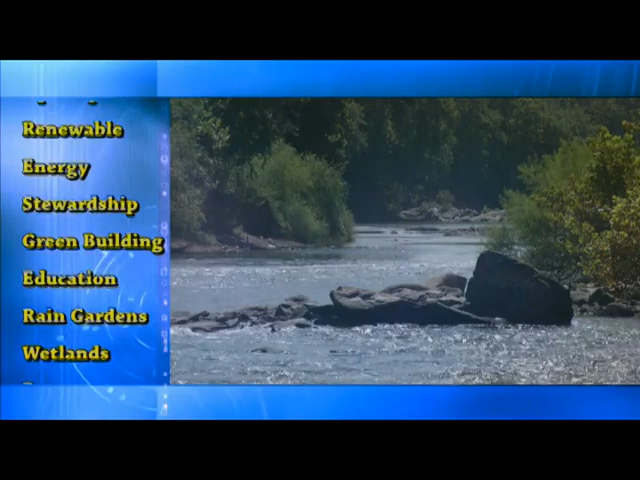 Renewable
Energy
Stewardship
Green Building
Education
Rain Gardens
Wetlands